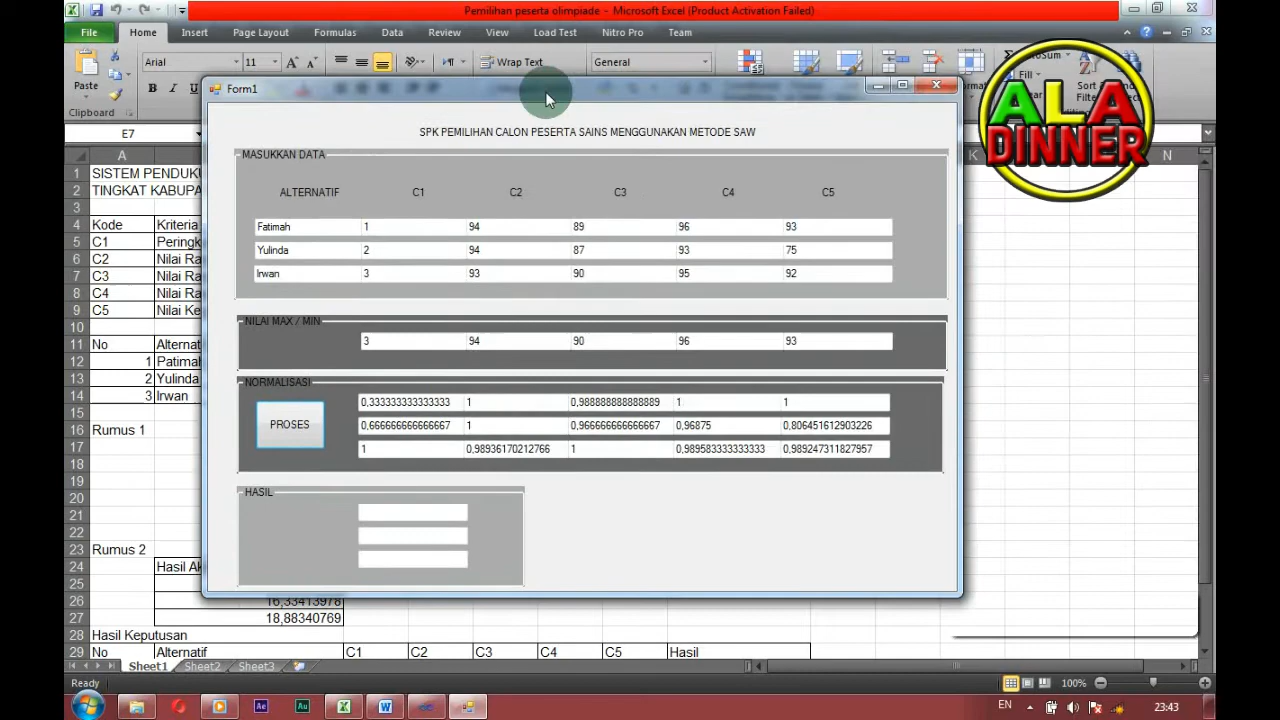 Pemilihan peserta olimpiade - Microsoft Excel (Product Activation Failed)
File Home Insert Page Layout Formulas Data Review View Load Test Nitro Pro Team
Arial 11 Wrap Text General AutoSum
Paste B I U Fill Sort
Clipboard Filter
E7
A K N
ALA
DINNER
Form1
SPK PEMILIHAN CALON PESERTA SAINS MENGGUNAKAN METODE SAW
MASUKKAN DATA
ALTERNATIF C1 C2 C3 C4 C5
Fatimah 1 94 89 96 93
Yulinda 2 94 87 93 75
Irwan 3 93 90 95 92
NILAI MAX / MIN
3 94 90 96 93
NORMALISASI
PROSES
0,333333333333333 1 0,988888888888889 1 1
0,666666666666667 1 0,966666666666667 0,96875 0,806451612903226
1 0,98936170212766 1 0,989583333333333 0,989247311827957
HASIL
1 SISTEM PENDUKU
2 TINGKAT KABUPA
3
4 Kode Kriteria
5 C1 Peringk
6 C2 Nilai Ra
7 C3 Nilai Ra
8 C4 Nilai Ra
9 C5 Nilai Ke
10
11 No Alternat
12 1 Patimah
13 2 Yulinda
14 3 Irwan
15
16 Rumus 1
17
18
19
20
21
22
23 Rumus 2
24 Hasil Ak
25
26 16,33413978
27 18,88340769
28 Hasil Keputusan
29 No Alternatif C1 C2 C3 C4 C5 Hasil
Sheet1 Sheet2 Sheet3
Ready 100%
Ae Au X W EN 23:43